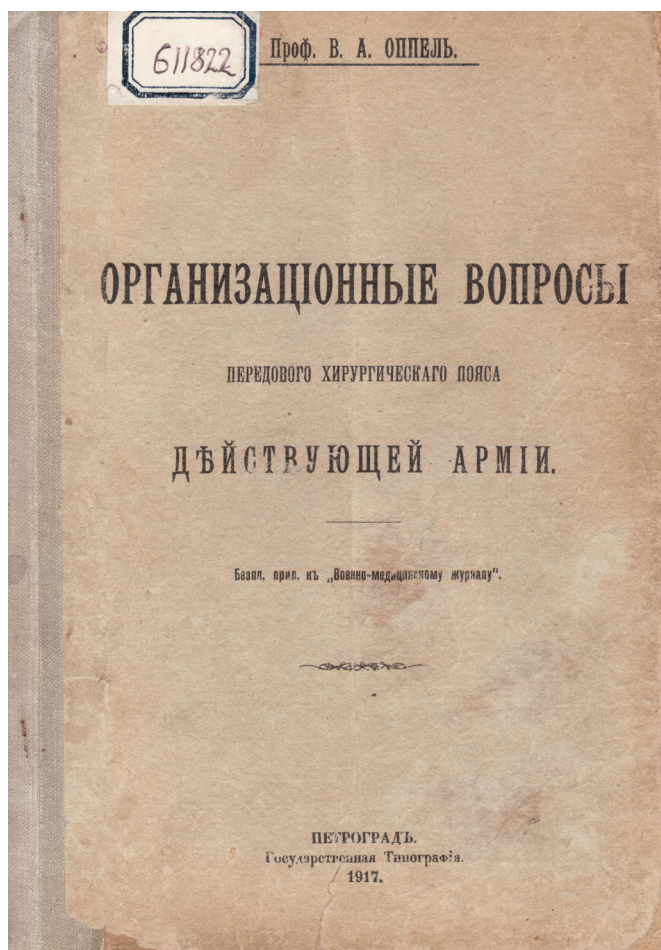 611822
Проф. В. А. ОППЕЛЬ.
ОРГАНИЗАЦІОННЫЕ ВОПРОСЫ
ПЕРЕДОВОГО ХИРУРГИЧЕСКАГО ПОЯСА
ДѢЙСТВУЮЩЕЙ АРМІИ.
Безпл. прил. къ „Военно-медицинскому журналу“.
ПЕТРОГРАДЪ.
Государственная Типографія.
1917.